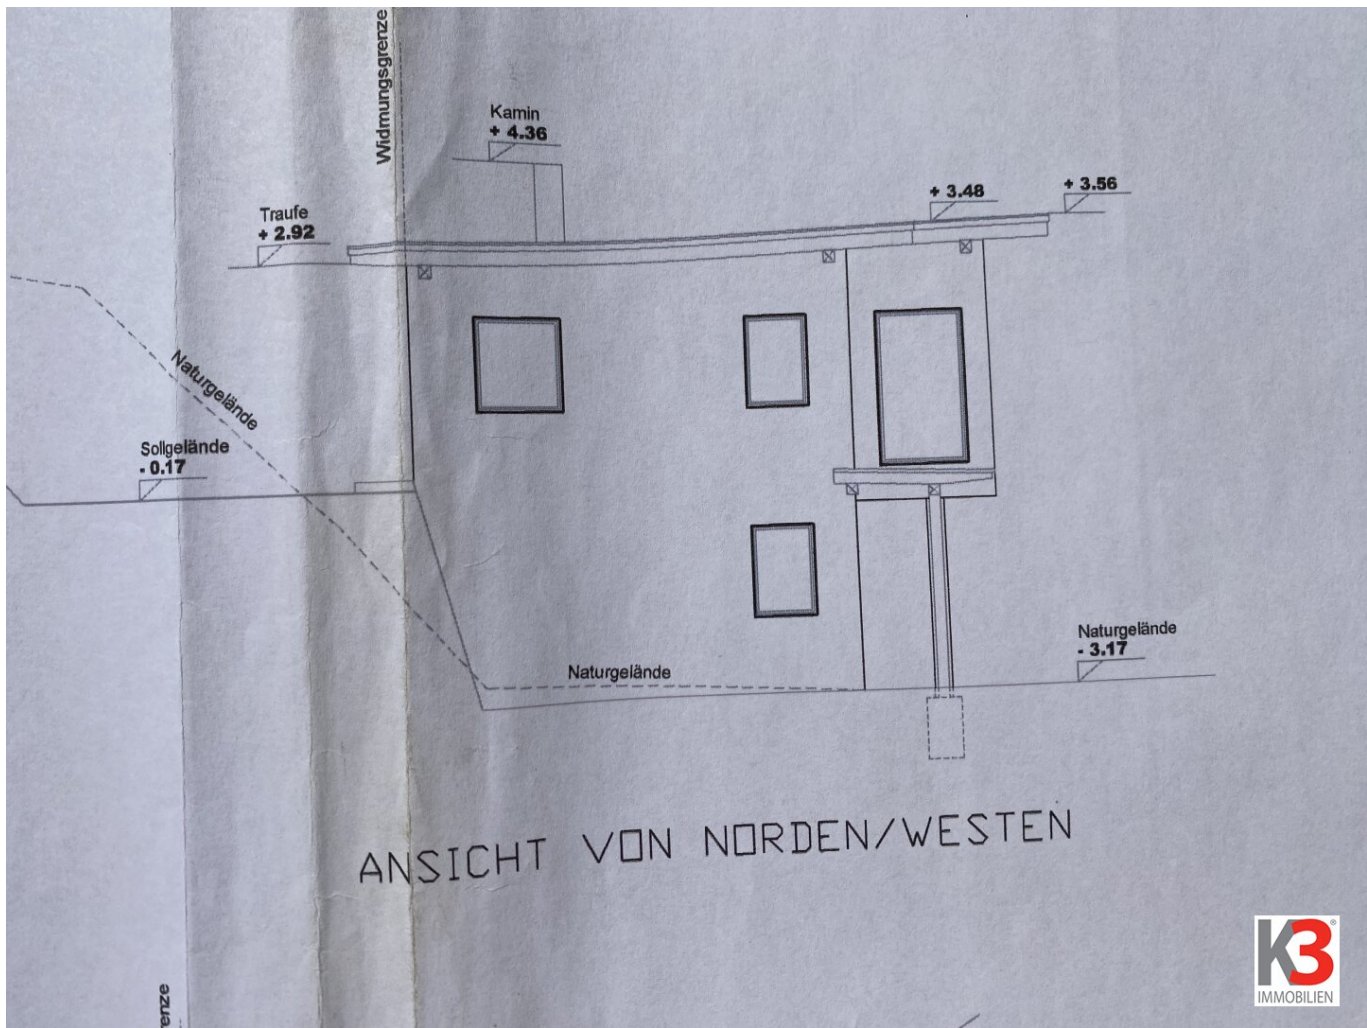 Widmungsgrenze
Kamin
+ 4.36
+ 3.48
+ 3.56
Traufe
+ 2.92
Naturgelände
Sollgelände
- 0.17
Naturgelände
Naturgelände
- 3.17
ANSICHT VON NORDEN/WESTEN
renze
K3®
IMMOBILIEN